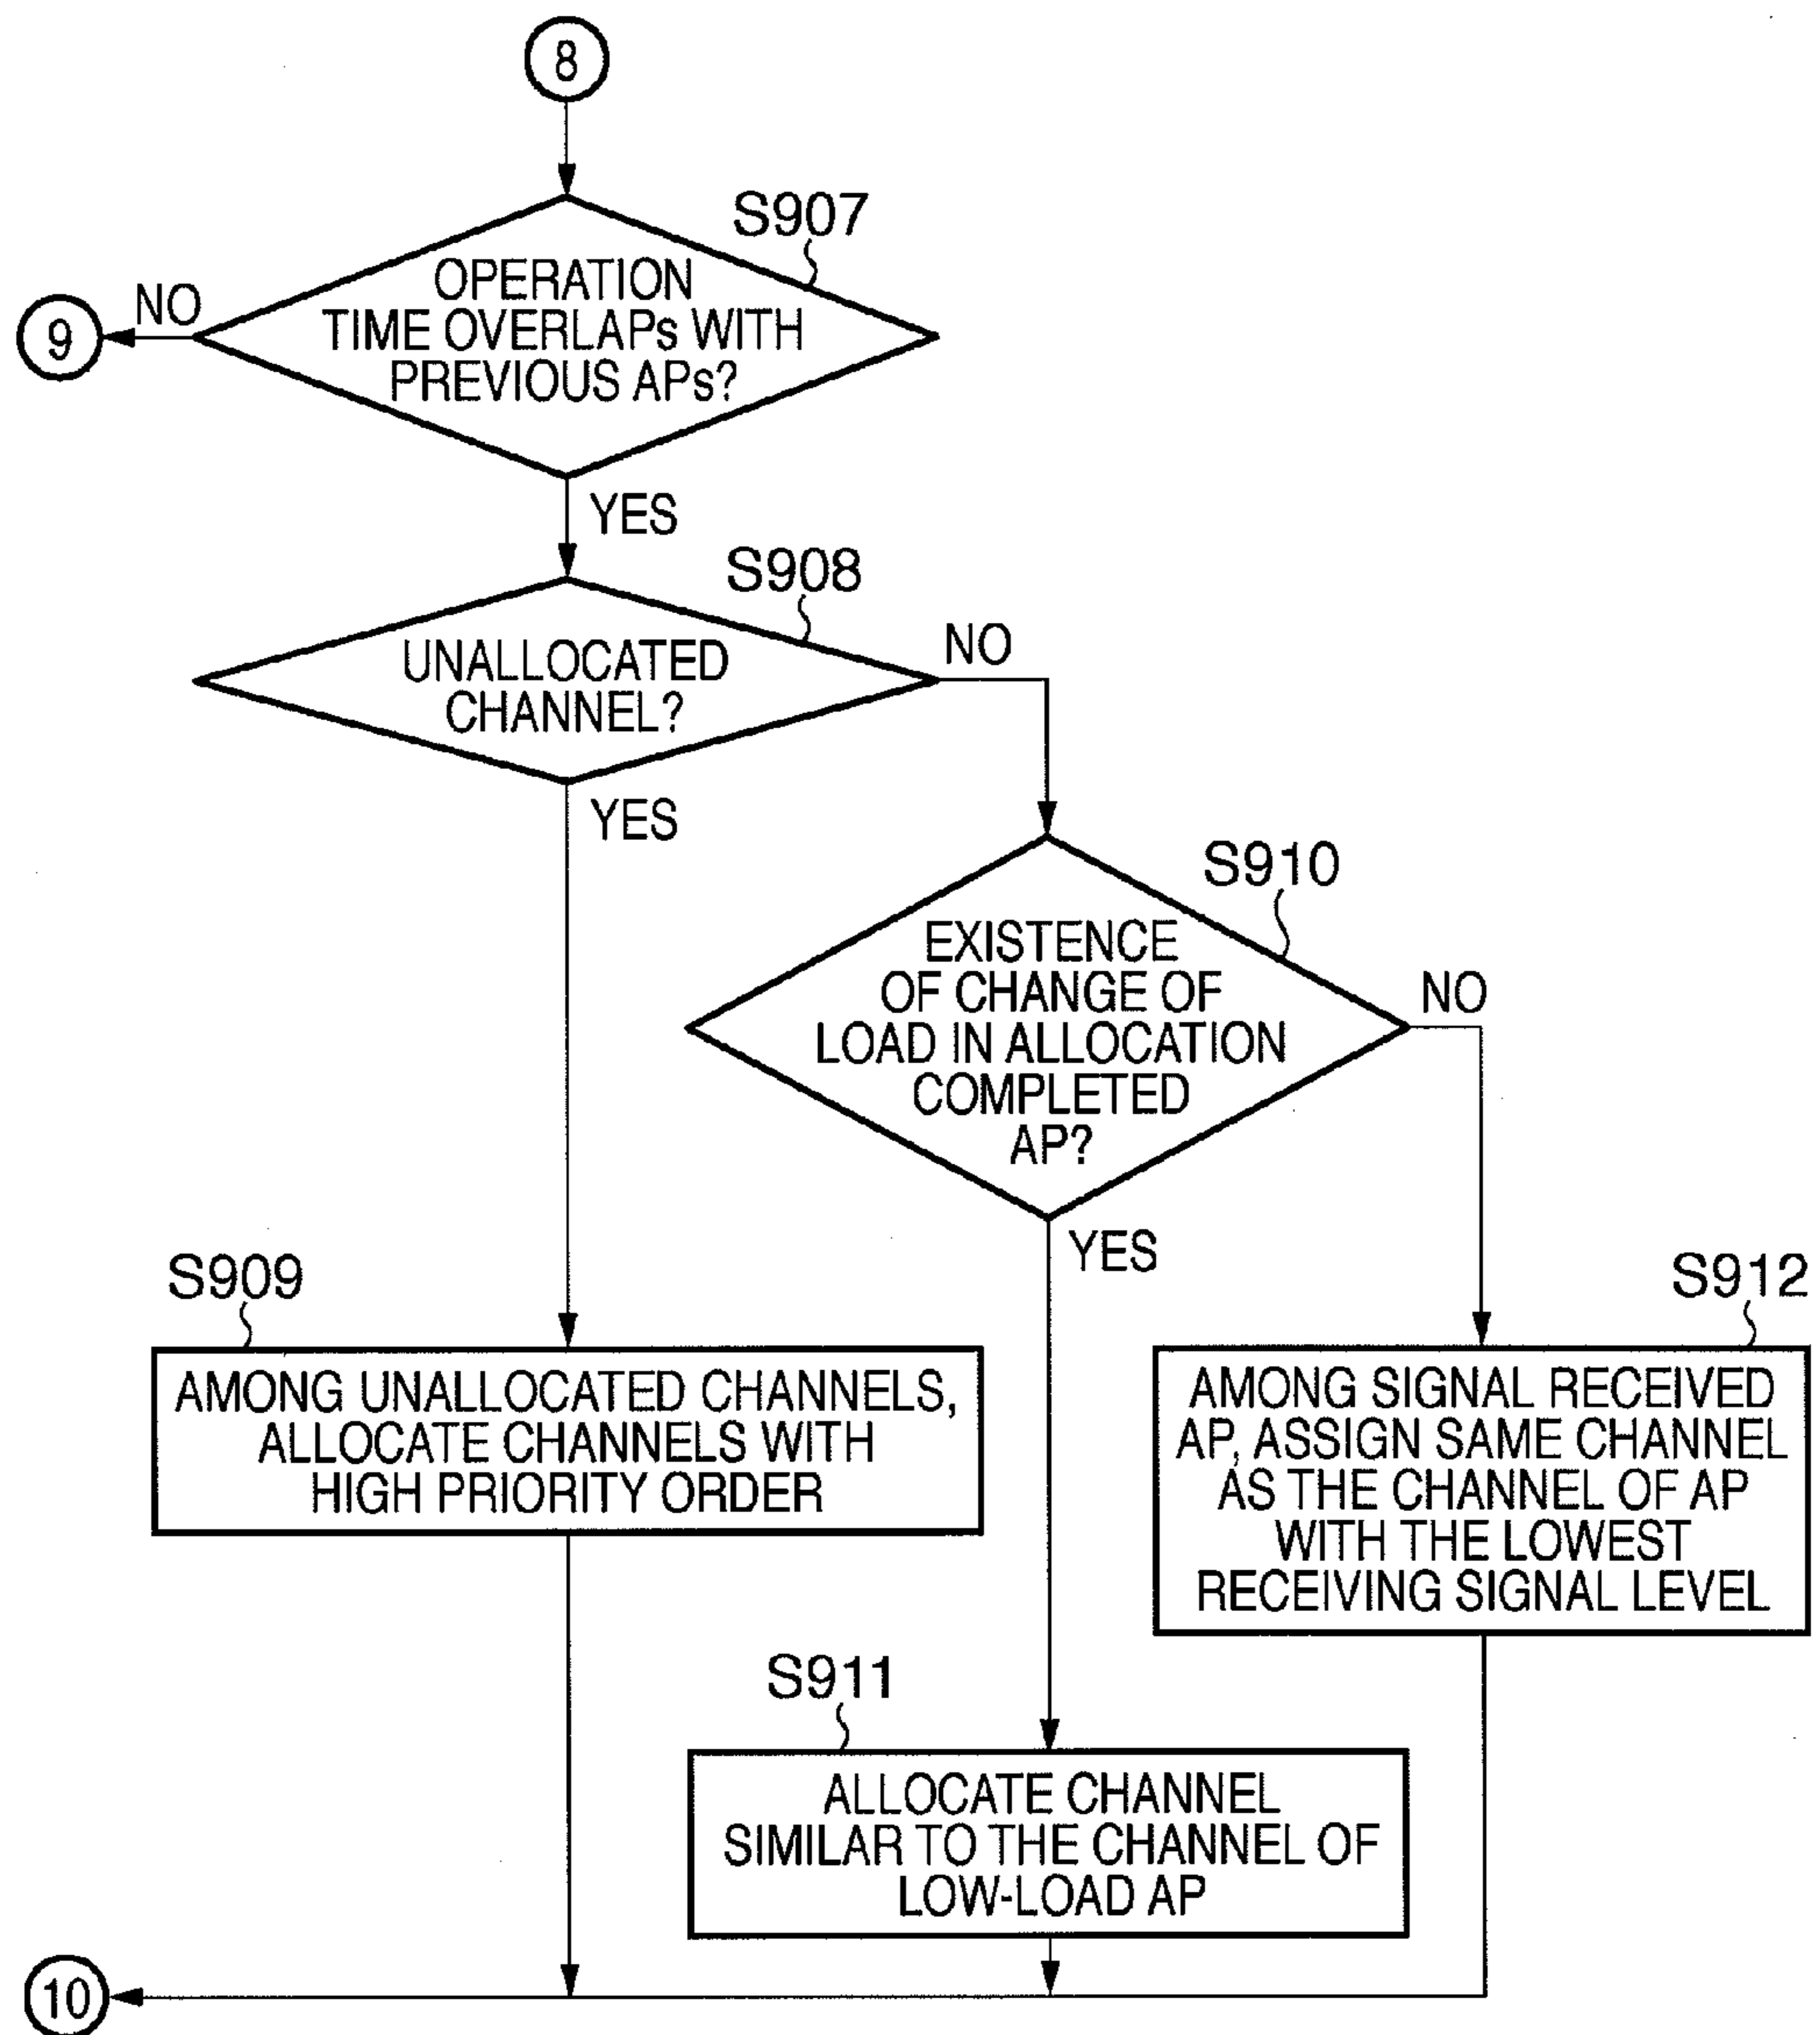 8
S907
OPERATION
TIME OVERLAPs WITH
PREVIOUS APs?
NO
9
YES
S908
UNALLOCATED
CHANNEL?
NO
YES
S910
EXISTENCE
OF CHANGE OF
LOAD IN ALLOCATION
COMPLETED
AP?
NO
YES
S909
AMONG UNALLOCATED CHANNELS,
ALLOCATE CHANNELS WITH
HIGH PRIORITY ORDER
S912
AMONG SIGNAL RECEIVED
AP, ASSIGN SAME CHANNEL
AS THE CHANNEL OF AP
WITH THE LOWEST
RECEIVING SIGNAL LEVEL
S911
ALLOCATE CHANNEL
SIMILAR TO THE CHANNEL OF
LOW-LOAD AP
10